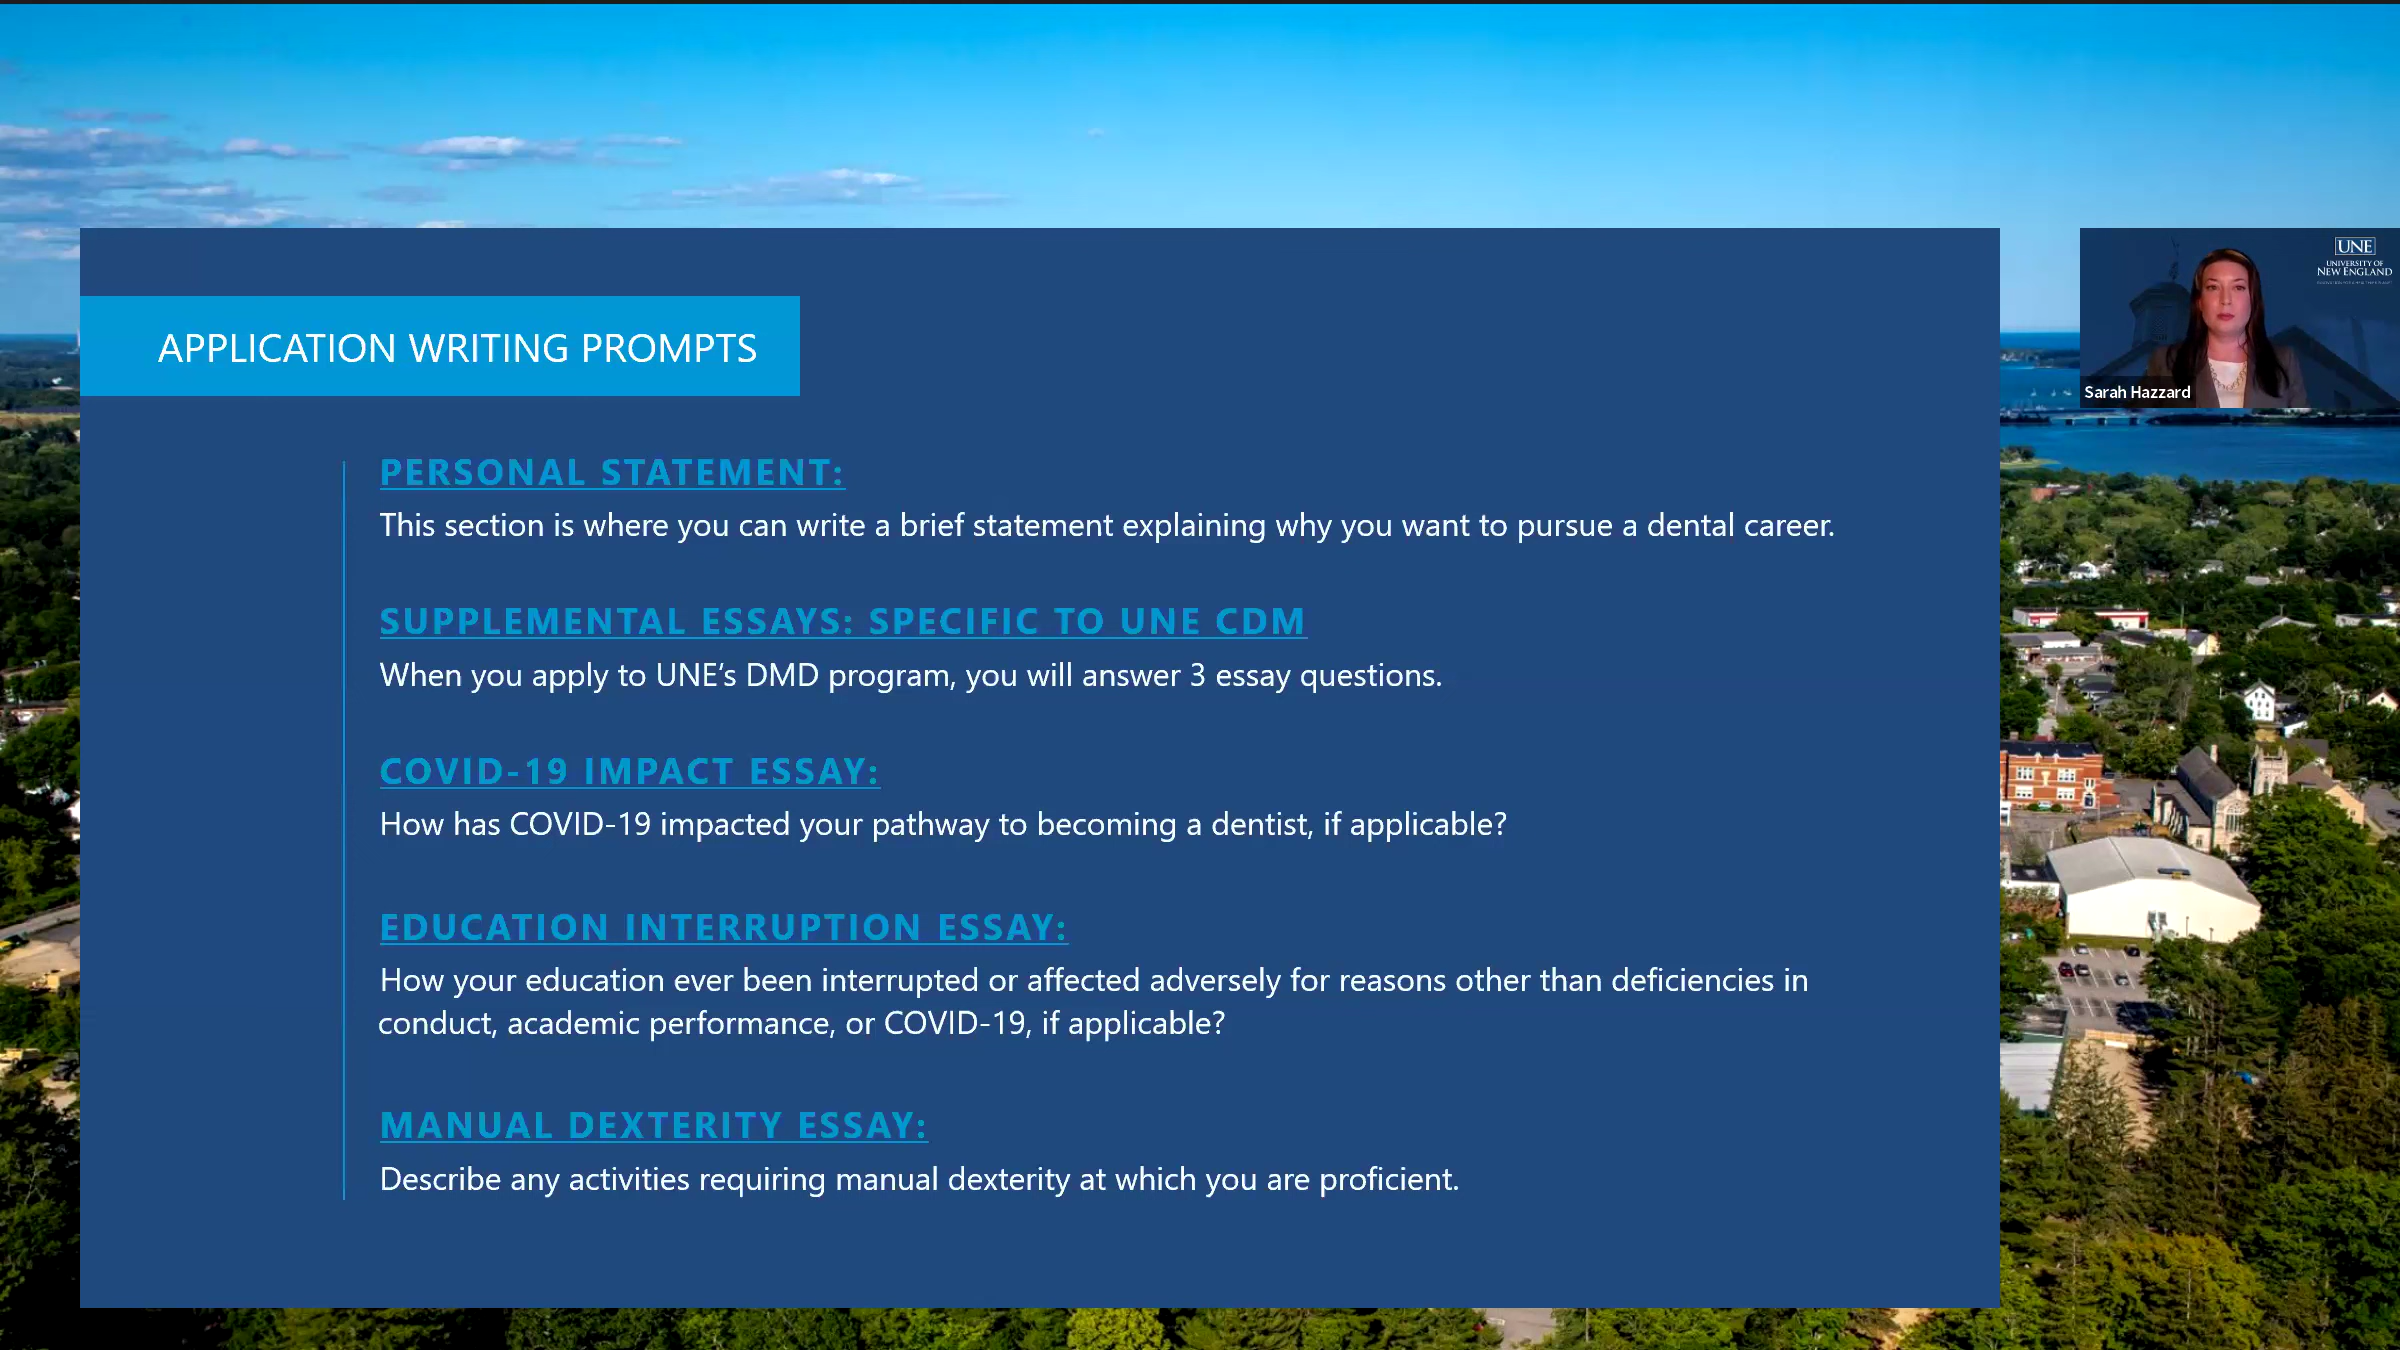 APPLICATION WRITING PROMPTS
PERSONAL STATEMENT:
This section is where you can write a brief statement explaining why you want to pursue a dental career.
SUPPLEMENTAL ESSAYS: SPECIFIC TO UNE CDM
When you apply to UNE‘s DMD program, you will answer 3 essay questions.
COVID-19 IMPACT ESSAY:
How has COVID-19 impacted your pathway to becoming a dentist, if applicable?
EDUCATION INTERRUPTION ESSAY:
How your education ever been interrupted or affected adversely for reasons other than deficiencies in
conduct, academic performance, or COVID-19, if applicable?
MANUAL DEXTERITY ESSAY:
Describe any activities requiring manual dexterity at which you are proficient.
UNE
UNIVERSITY OF
NEW ENGLAND
Sarah Hazzard